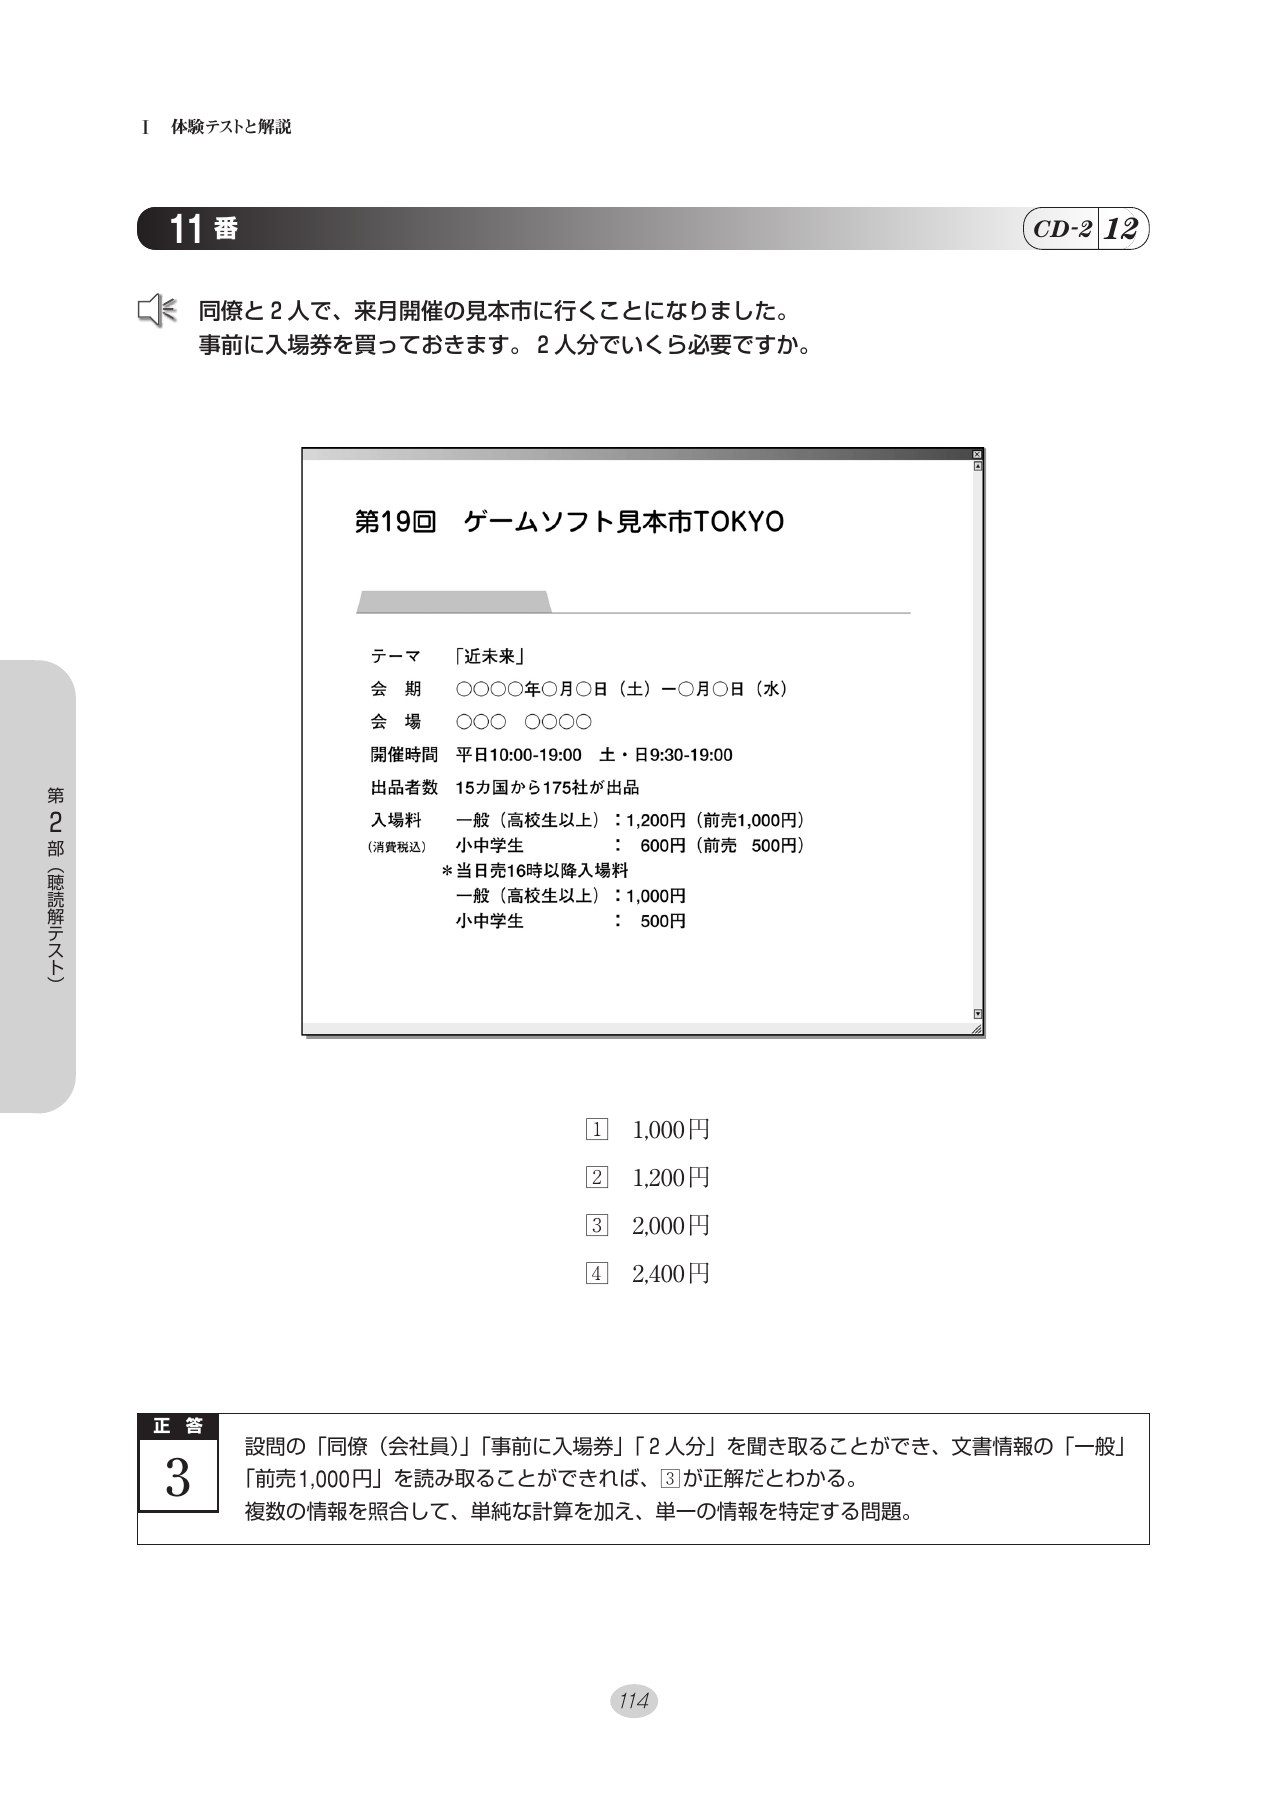 I　体験テストと解説
11 番
CD-2 12
同僚と2人で、来月開催の見本市に行くことになりました。
事前に入場券を買っておきます。2人分でいくら必要ですか。
第19回　ゲームソフト見本市TOKYO
テーマ　「近未来」
会　期　○○○○年○月○日（土）ー○月○日（水）
会　場　○○○　○○○○
開催時間　平日10:00-19:00　土・日9:30-19:00
出品者数　15カ国から175社が出品
入場料　一般（高校生以上）：1,200円（前売1,000円）
（消費税込）　小中学生　：　600円（前売　500円）
＊当日売16時以降入場料
一般（高校生以上）：1,000円
小中学生　：　500円
第2部（聴読解テスト）
1　1,000円
2　1,200円
3　2,000円
4　2,400円
正 答
3
設問の「同僚（会社員）」「事前に入場券」「2人分」を聞き取ることができ、文書情報の「一般」
「前売1,000円」を読み取ることができれば、3が正解だとわかる。
複数の情報を照合して、単純な計算を加え、単一の情報を特定する問題。
114